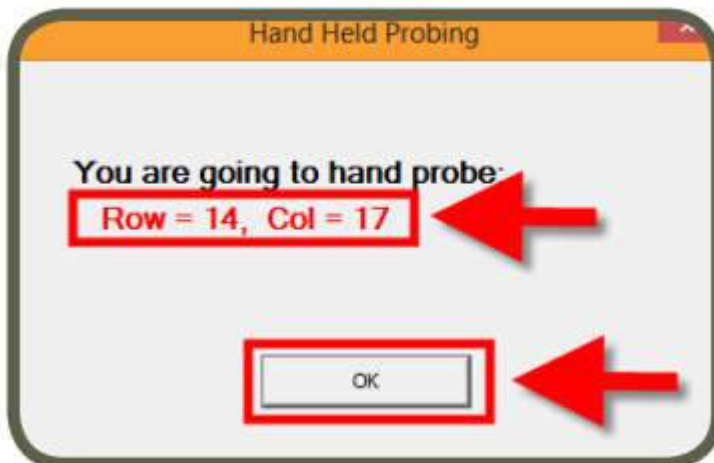 Hand Held Probing
You are going to hand probe:
Row = 14, Col = 17
OK